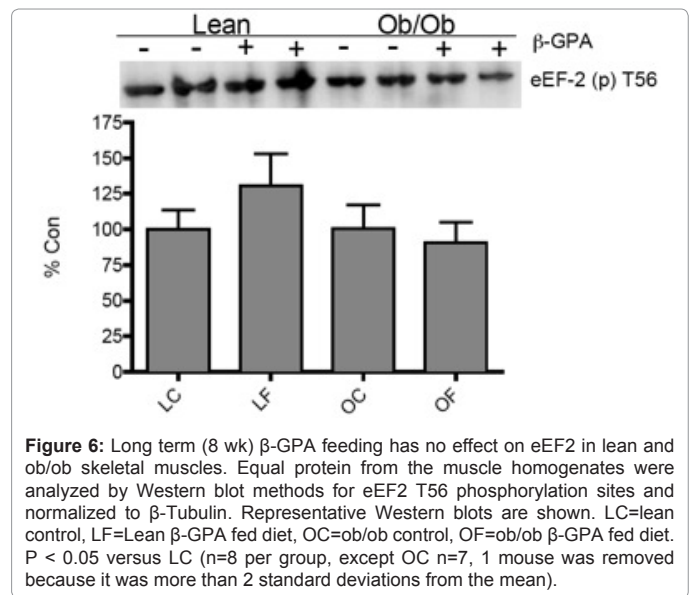 Lean Ob/Ob
- - + + - - + + β-GPA
eEF-2 (p) T56
175
150
125
100
75
50
25
0
% Con
LC LF OC OF
Figure 6: Long term (8 wk) β-GPA feeding has no effect on eEF2 in lean and
ob/ob skeletal muscles. Equal protein from the muscle homogenates were
analyzed by Western blot methods for eEF2 T56 phosphorylation sites and
normalized to β-Tubulin. Representative Western blots are shown. LC=lean
control, LF=Lean β-GPA fed diet, OC=ob/ob control, OF=ob/ob β-GPA fed diet.
P < 0.05 versus LC (n=8 per group, except OC n=7, 1 mouse was removed
because it was more than 2 standard deviations from the mean).